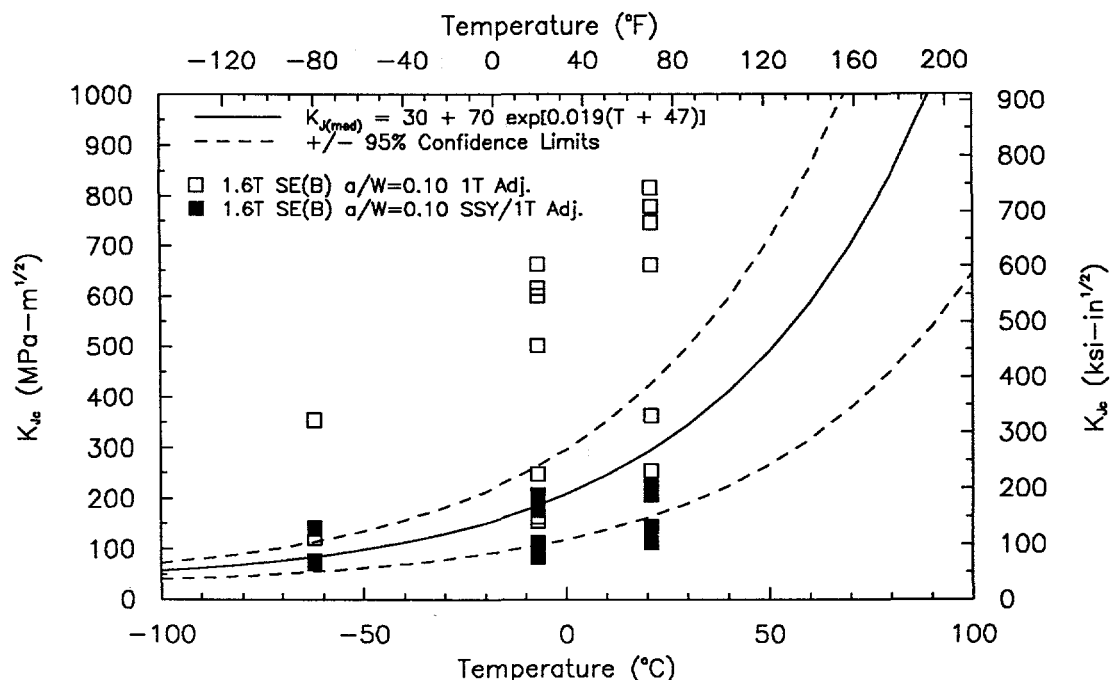 Temperature (°F)
−120 −80 −40 0 40 80 120 160 200
K_J(med) = 30 + 70 exp[0.019(T + 47)]
+/− 95% Confidence Limits
1.6T SE(B) a/W=0.10 1T Adj.
1.6T SE(B) a/W=0.10 SSY/1T Adj.
K_Jc (MPa−m^1/2)
1000
900
800
700
600
500
400
300
200
100
0
900
800
700
600
500
400
300
200
100
0
K_Jc (ksi−in^1/2)
−100 −50 0 50 100
Temperature (°C)